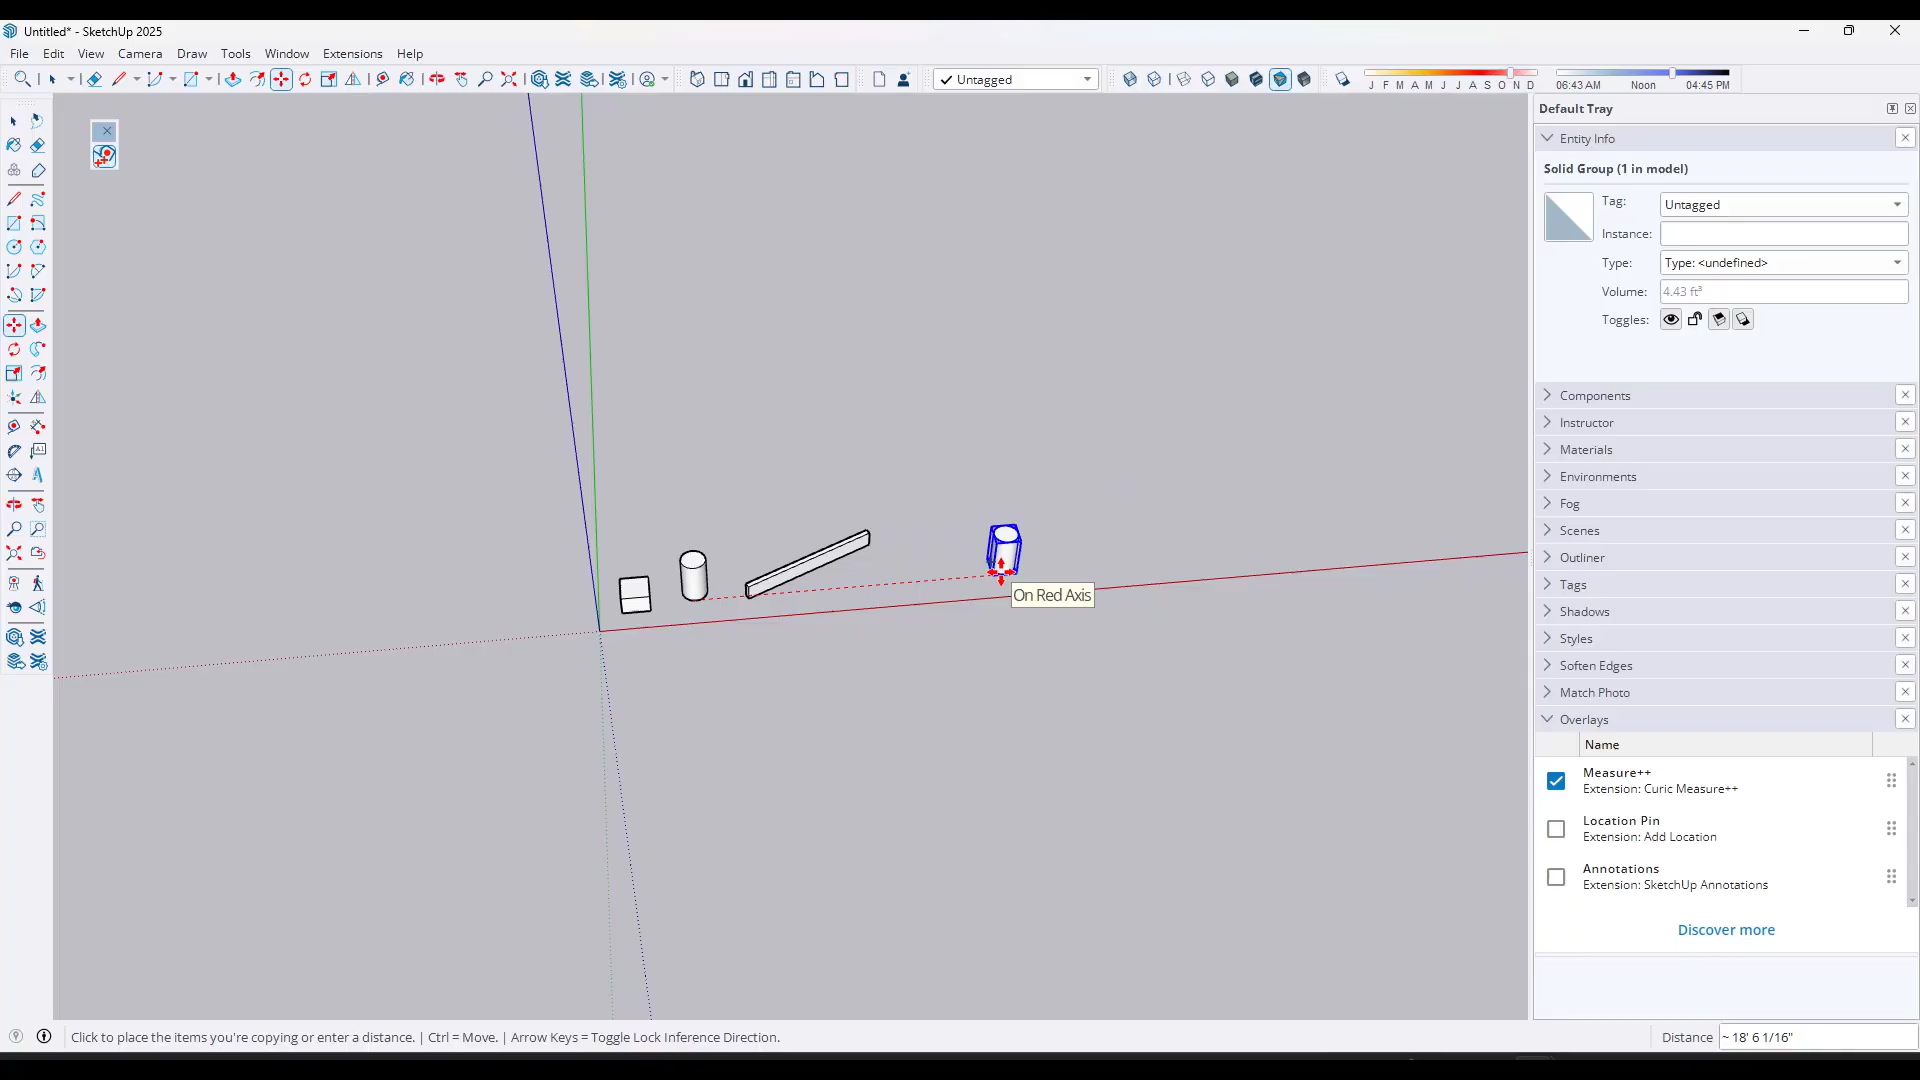 Untitled* - SketchUp 2025
File Edit View Camera Draw Tools Window Extensions Help
Untagged
J F M A M J J A S O N D
06:43 AM Noon 04:45 PM
Default Tray
Entity Info
Solid Group (1 in model)
Tag: Untagged
Instance:
Type: Type: <undefined>
Volume: 4.43 ft³
Toggles:
Components
Instructor
Materials
Environments
Fog
Scenes
Outliner
Tags
Shadows
Styles
Soften Edges
Match Photo
Overlays
Name
Measure++
Extension: Curic Measure++
Location Pin
Extension: Add Location
Annotations
Extension: SketchUp Annotations
Discover more
On Red Axis
Click to place the items you're copying or enter a distance. | Ctrl = Move. | Arrow Keys = Toggle Lock Inference Direction.
Distance ~ 18' 6 1/16"